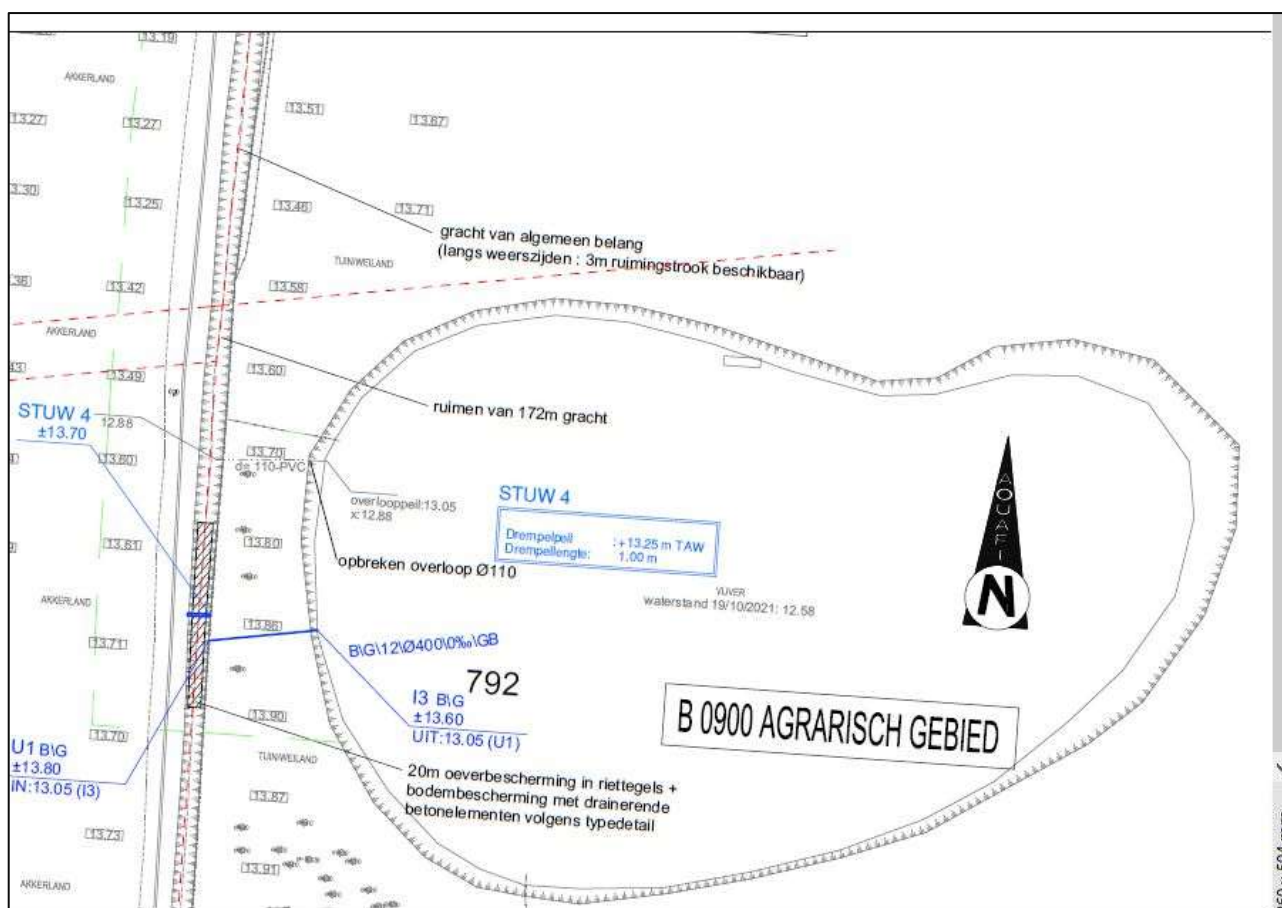 13.19
AKKERLAND
13.51
13.67
13.27
13.27
13.30
13.25
13.46
13.71
gracht van algemeen belang
(langs weerszijden : 3m ruimingstrook beschikbaar)
TUIN/WEILAND
13.42
13.58
AKKERLAND
13.49
13.60
ruimen van 172m gracht
STUW 4
±13.70
12.88
13.60
13.70
de 110-PVC
overlooppeil:13.05
x:12.88
STUW 4
Drempelpeil :+13.25 m TAW
Drempellengte: 1.00 m
AQUAFI
N
13.61
13.80
opbreken overloop Ø110
VIJVER
waterstand 19/10/2021: 12.58
AKKERLAND
13.71
13.86
B\G\12\Ø400\0‰\GB
792
I3 B\G
±13.60
UIT:13.05 (U1)
B 0900 AGRARISCH GEBIED
13.90
13.70
TUIN/WEILAND
U1 B\G
±13.80
IN:13.05 (I3)
20m oeverbescherming in riettegels +
bodembescherming met drainerende
betonelementen volgens typedetail
13.87
13.73
13.91
AKKERLAND